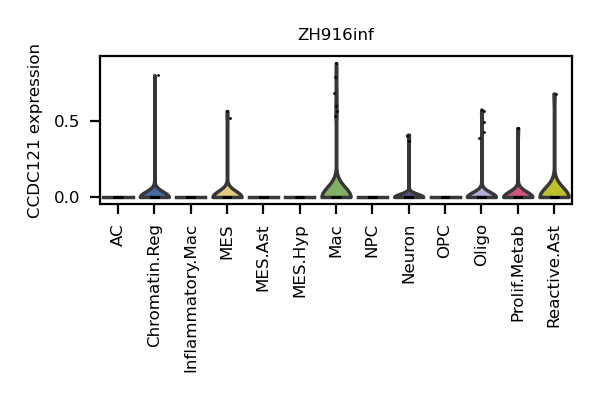 ZH916inf
CCDC121 expression
0.5
0.0
AC
Chromatin.Reg
Inflammatory.Mac
MES
MES.Ast
MES.Hyp
Mac
NPC
Neuron
OPC
Oligo
Prolif.Metab
Reactive.Ast